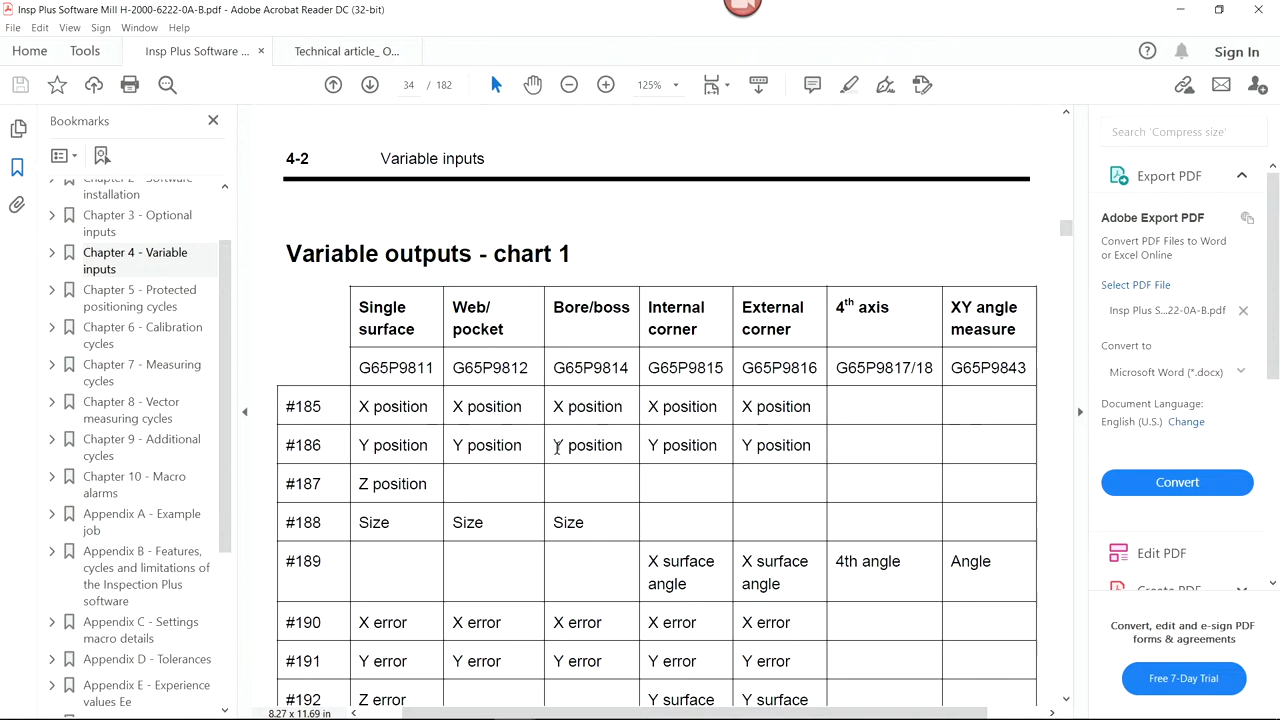 Insp Plus Software Mill H-2000-6222-0A-B.pdf - Adobe Acrobat Reader DC (32-bit)
File Edit View Sign Window Help
Home Tools Insp Plus Software ... × Technical article_ O... Sign In
34 / 182 125%
Bookmarks
Chapter 2 - Software
installation
Chapter 3 - Optional
inputs
Chapter 4 - Variable
inputs
Chapter 5 - Protected
positioning cycles
Chapter 6 - Calibration
cycles
Chapter 7 - Measuring
cycles
Chapter 8 - Vector
measuring cycles
Chapter 9 - Additional
cycles
Chapter 10 - Macro
alarms
Appendix A - Example
job
Appendix B - Features,
cycles and limitations of
the Inspection Plus
software
Appendix C - Settings
macro details
Appendix D - Tolerances
Appendix E - Experience
values Ee
4-2 Variable inputs
Variable outputs - chart 1
Single surface Web/ pocket Bore/boss Internal corner External corner 4th axis XY angle measure
G65P9811 G65P9812 G65P9814 G65P9815 G65P9816 G65P9817/18 G65P9843
#185 X position X position X position X position X position
#186 Y position Y position Y position Y position Y position
#187 Z position
#188 Size Size Size
#189 X surface angle X surface angle 4th angle Angle
#190 X error X error X error X error X error
#191 Y error Y error Y error Y error Y error
#192 Z error Y surface Y surface
8.27 x 11.69 in
Search 'Compress size'
Export PDF
Adobe Export PDF
Convert PDF Files to Word
or Excel Online
Select PDF File
Insp Plus S...22-0A-B.pdf
Convert to
Microsoft Word (*.docx)
Document Language:
English (U.S.) Change
Convert
Edit PDF
Create PDF
Convert, edit and e-sign PDF
forms & agreements
Free 7-Day Trial